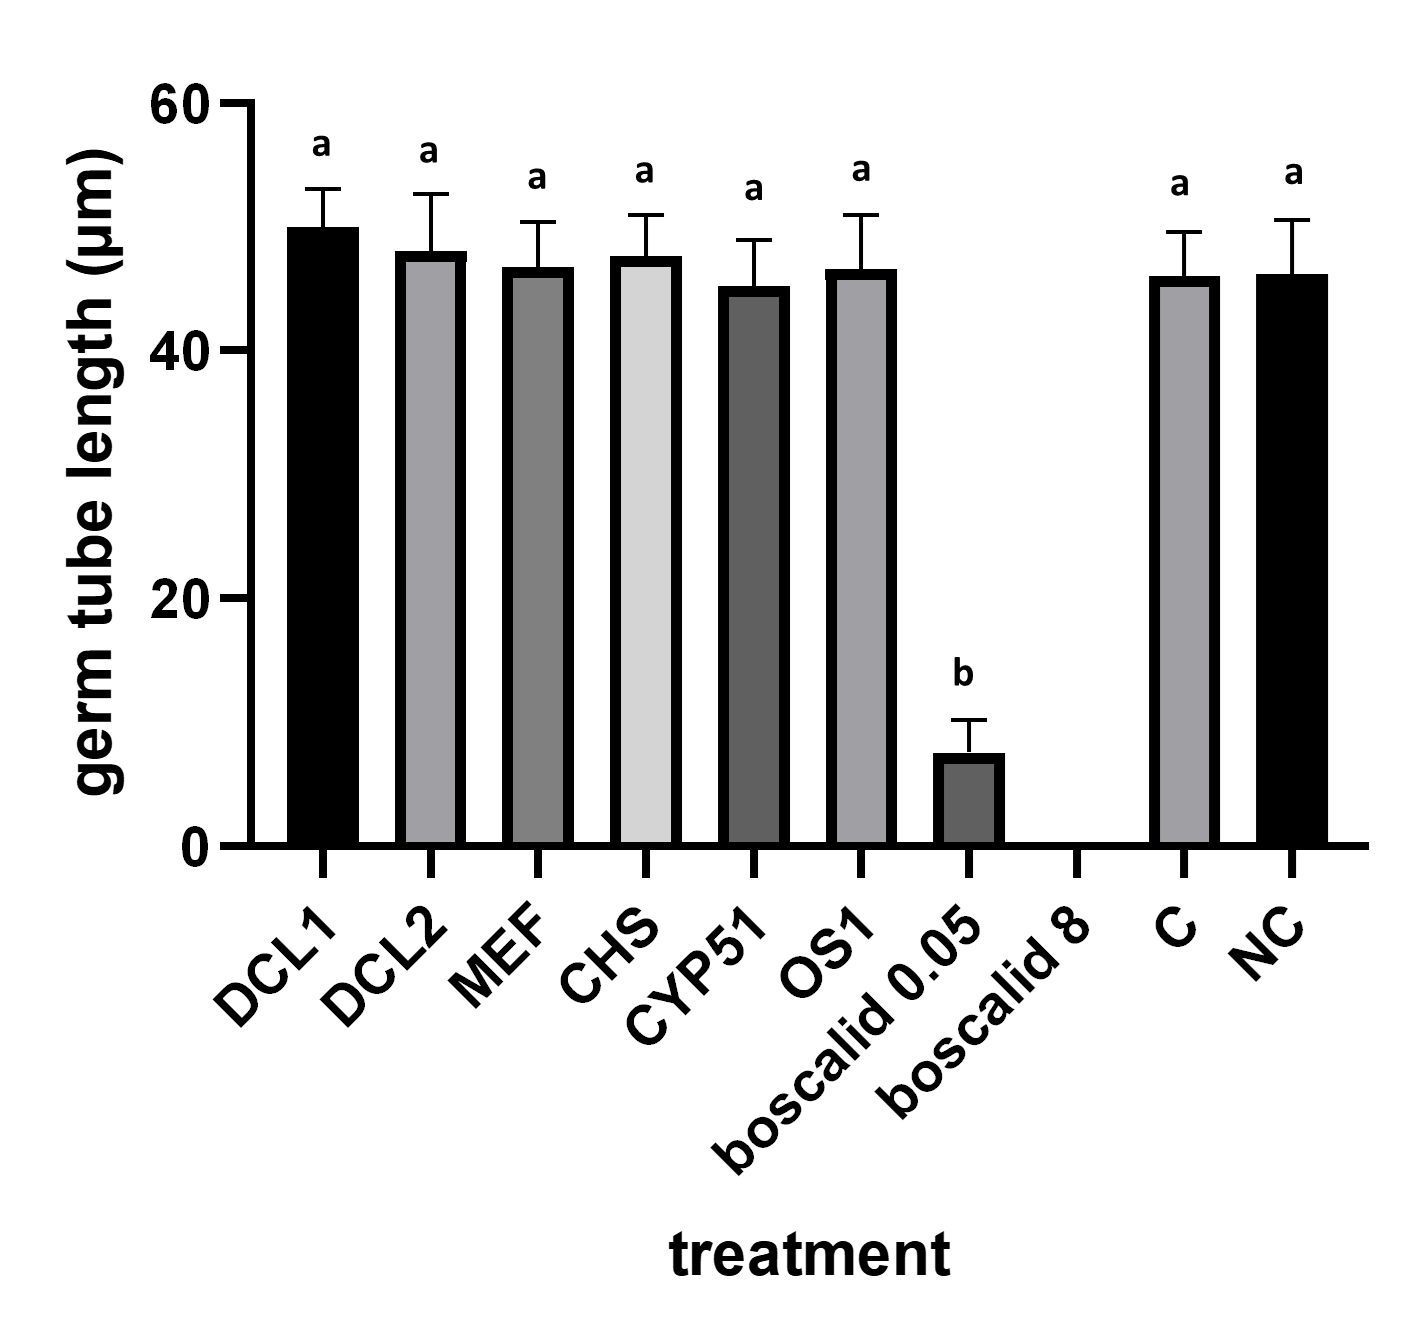 60
40
20
0
germ tube length (µm)
a
a
a
a
a
a
b
a
a
DCL1
DCL2
MEF
CHS
CYP51
OS1
boscalid 0.05
boscalid 8
C
NC
treatment